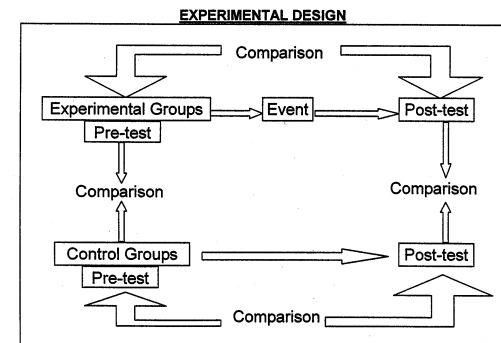 EXPERIMENTAL DESIGN
Comparison
Experimental Groups
Event
Post-test
Pre-test
Comparison
Comparison
Control Groups
Post-test
Pre-test
Comparison